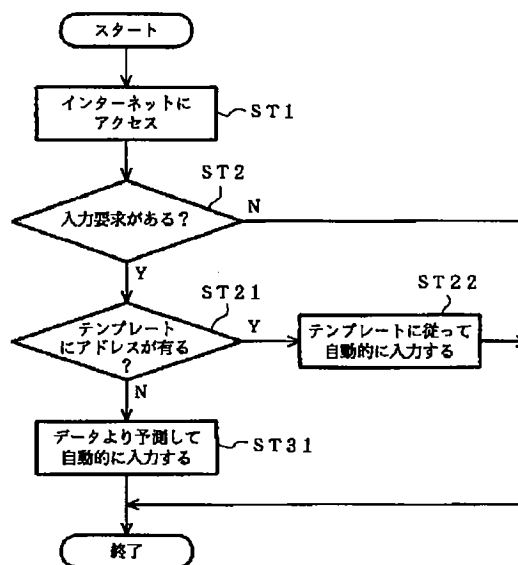 スタート
インターネットに
アクセス
ST1
ST2
入力要求がある？
N
Y
ST21
テンプレート
にアドレスが有る
？
Y
ST22
テンプレートに従って
自動的に入力する
N
データより予測して
自動的に入力する
ST31
終了